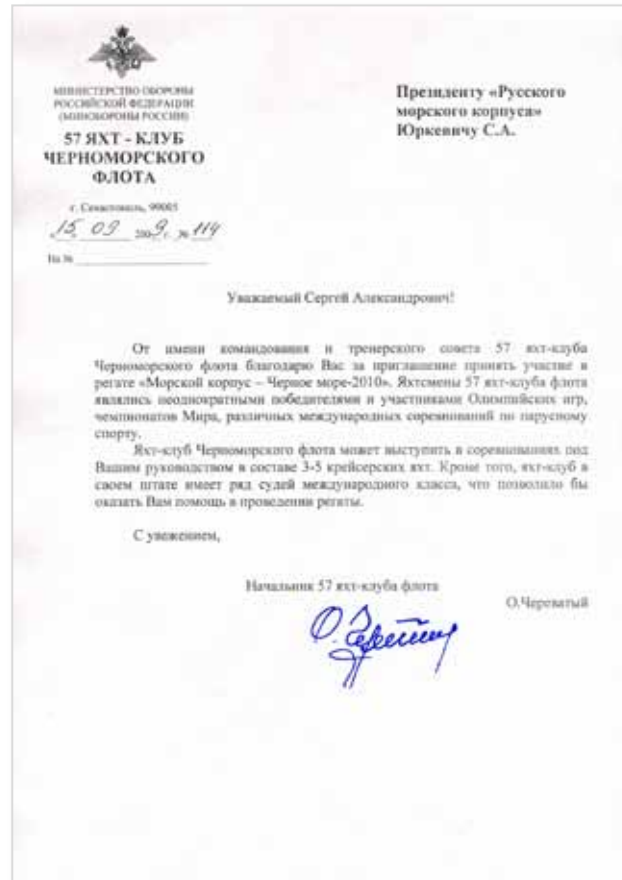 МИНИСТЕРСТВО ОБОРОНЫ
РОССИЙСКОЙ ФЕДЕРАЦИИ
(МИНОБОРОНЫ РОССИИ)
57 ЯХТ - КЛУБ
ЧЕРНОМОРСКОГО
ФЛОТА
г. Севастополь, 99003
„15„ 09 2009 г. № 114
На №
Президенту «Русского
морского корпуса»
Юркевичу С.А.
Уважаемый Сергей Александрович!
От имени командования и тренерского совета 57 яхт-клуба
Черноморского флота благодарю Вас за приглашение принять участие в
регате «Морской корпус – Черное море-2010». Яхтсмены 57 яхт-клуба флота
являлись неоднократными победителями и участниками Олимпийских игр,
чемпионатов Мира, различных международных соревнований по парусному
спорту.
Яхт-клуб Черноморского флота может выступить в соревнованиях под
Вашим руководством в составе 3-5 крейсерских яхт. Кроме того, яхт-клуб в
своем штате имеет ряд судей международного класса, что позволило бы
оказать Вам помощь в проведении регаты.
С уважением,
Начальник 57 яхт-клуба флота
О.Череватый